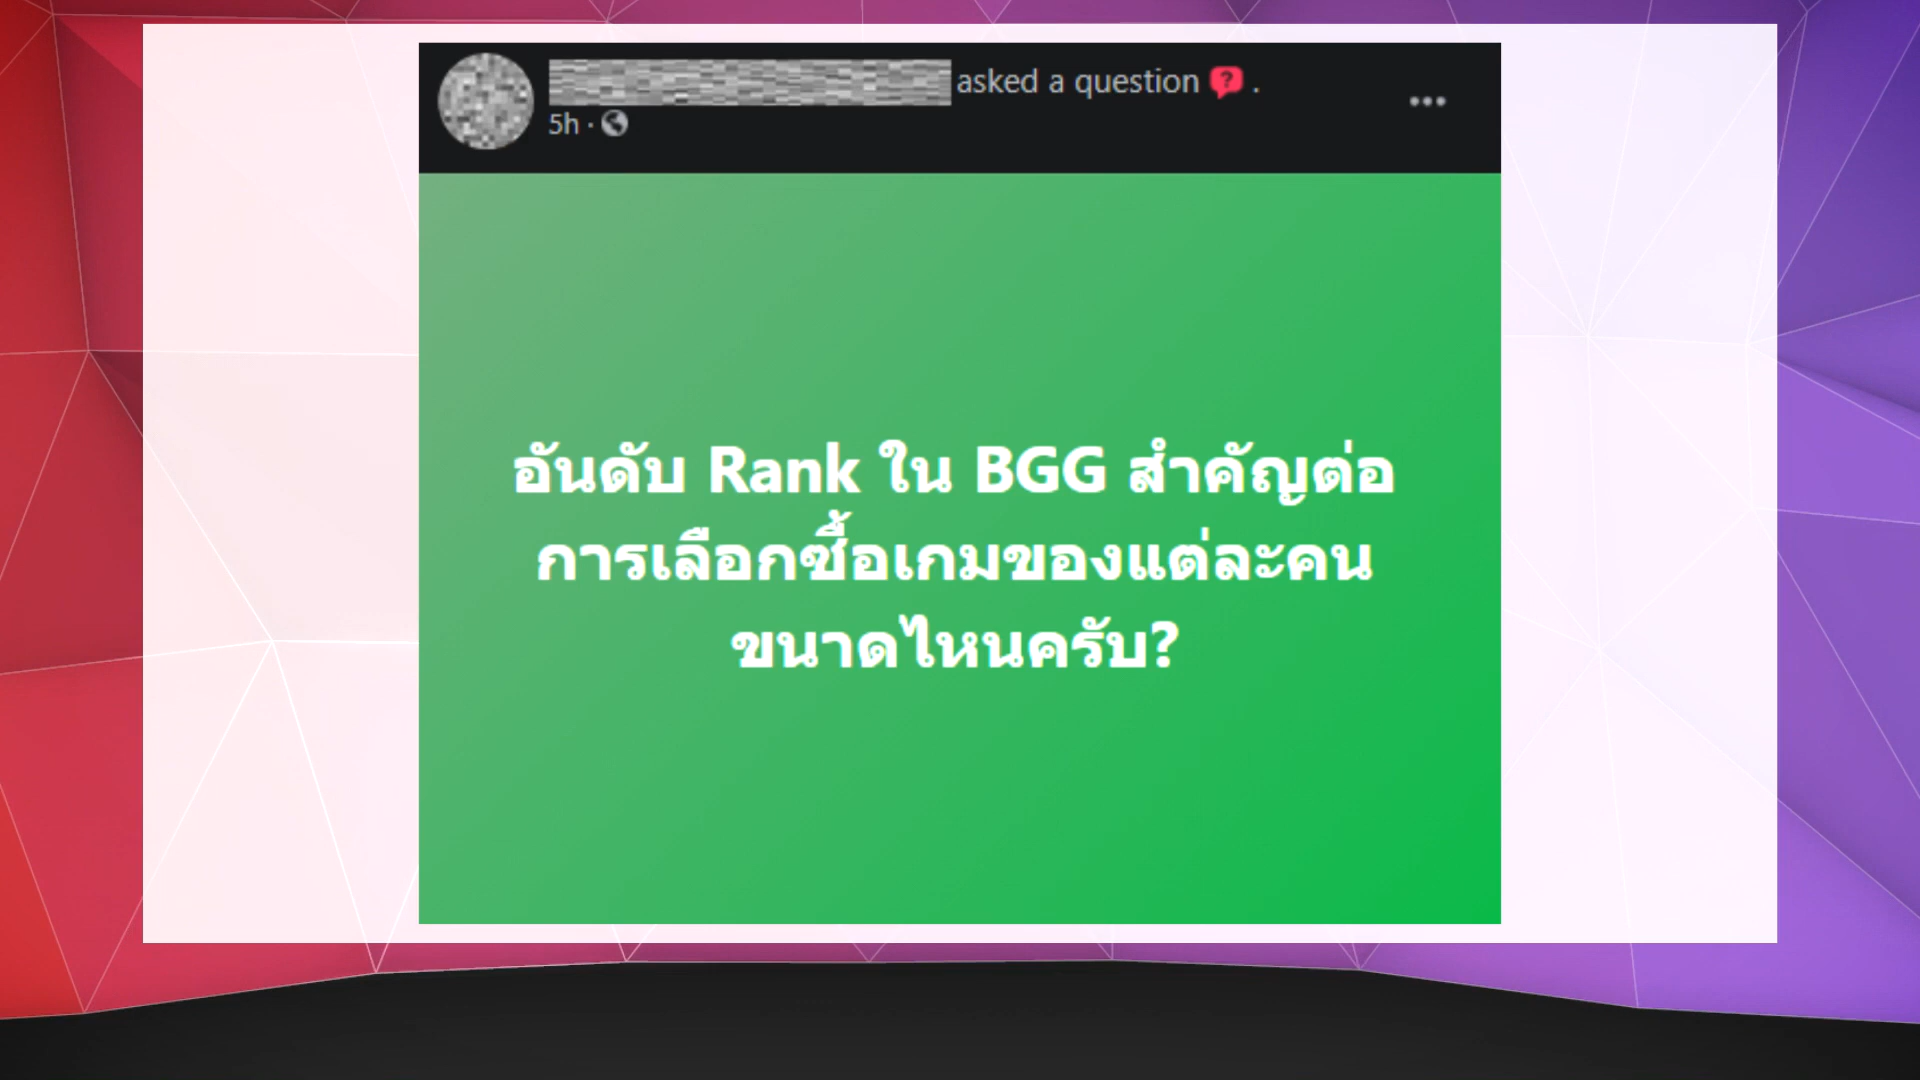 asked a question .
5h ·
อันดับ Rank ใน BGG สำคัญต่อ
การเลือกซื้อเกมของแต่ละคน
ขนาดไหนครับ?